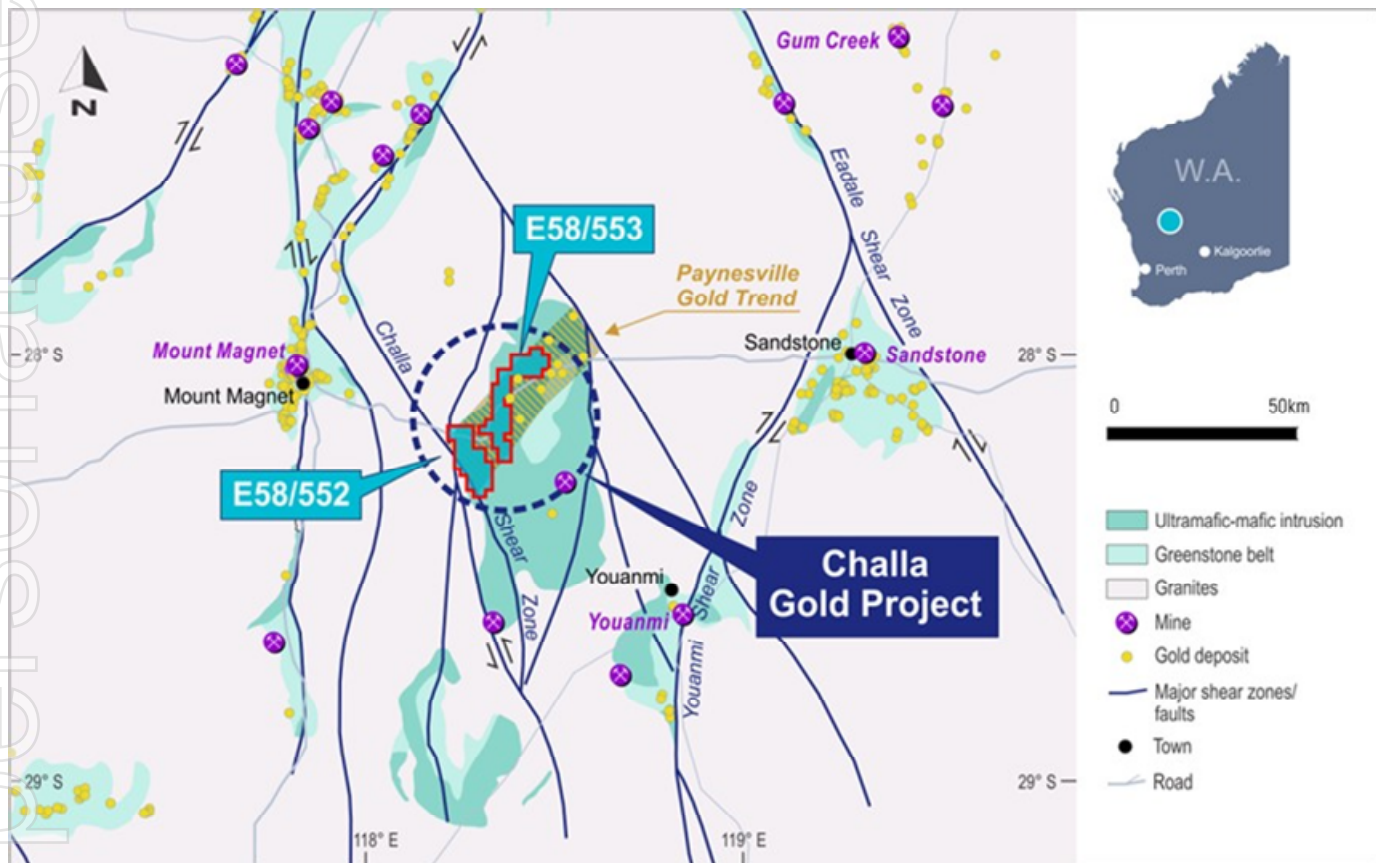 personal use
N
Gum Creek
E58/553
Eadale
Shear
Zone
Paynesville
Gold Trend
28° S
Mount Magnet
Mount Magnet
Challa
Sandstone
Sandstone
28° S
E58/552
Shear
Zone
Challa
Gold Project
Youanmi
Youanmi
Youanmi
Shear
Zone
29° S
29° S
118° E
119° E
W.A.
Kalgoorlie
Perth
0 50km
Ultramafic-mafic intrusion
Greenstone belt
Granites
Mine
Gold deposit
Major shear zones/
faults
Town
Road